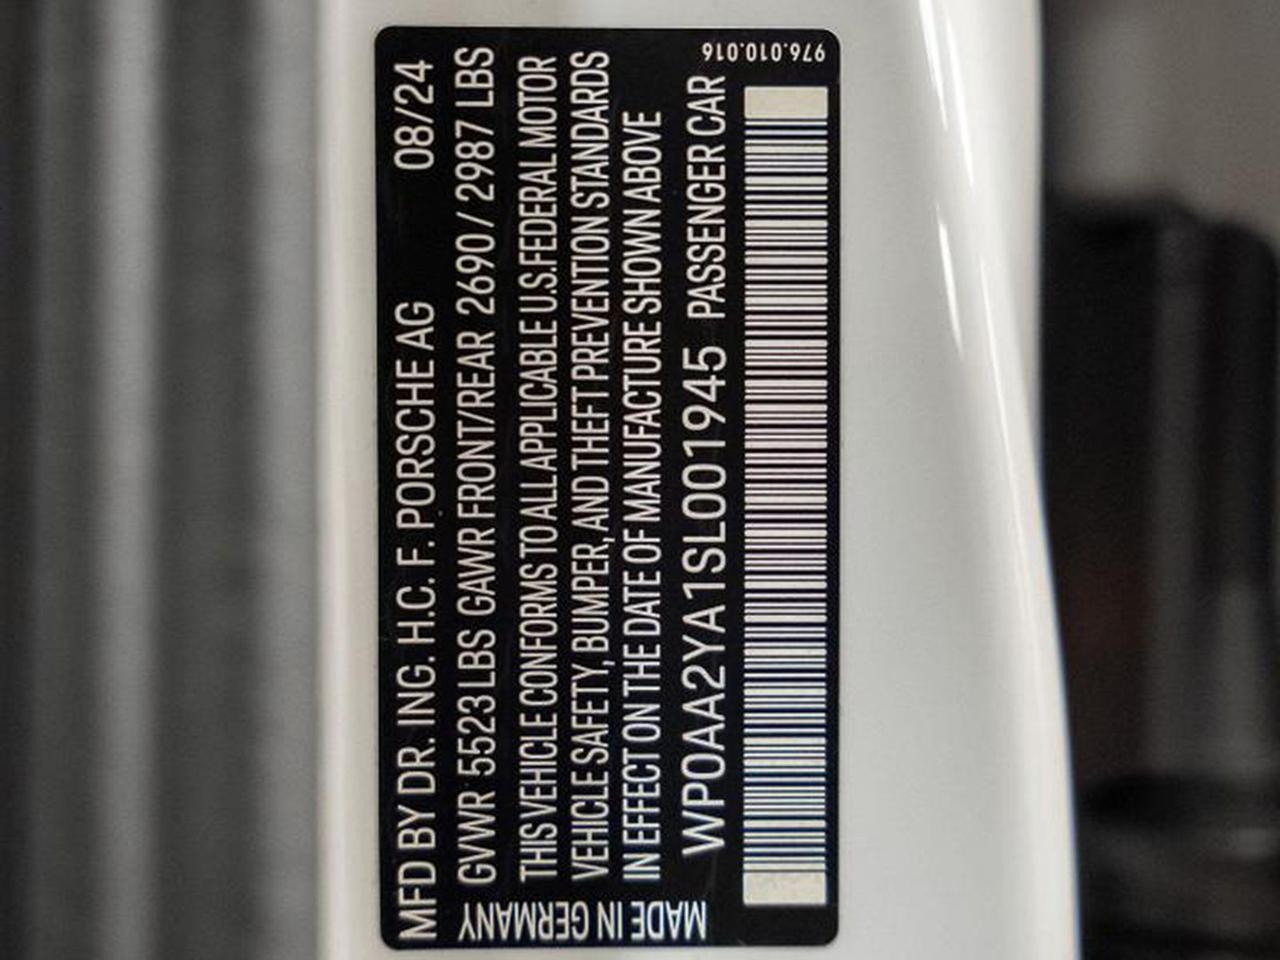 MFD BY DR. ING. H.C. F. PORSCHE AG 08/24
GVWR 5523 LBS GAWR FRONT/REAR 2690 / 2987 LBS
THIS VEHICLE CONFORMS TO ALL APPLICABLE U.S.FEDERAL MOTOR
VEHICLE SAFETY, BUMPER, AND THEFT PREVENTION STANDARDS
IN EFFECT ON THE DATE OF MANUFACTURE SHOWN ABOVE
WP0AA2YA1SL001945 PASSENGER CAR
MADE IN GERMANY
976.010.016